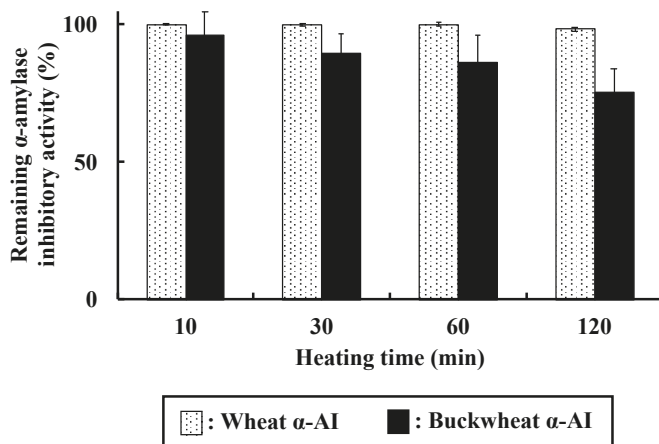 Remaining α-amylase
inhibitory activity (%)
100
50
0
10 30 60 120
Heating time (min)
: Wheat α-AI : Buckwheat α-AI